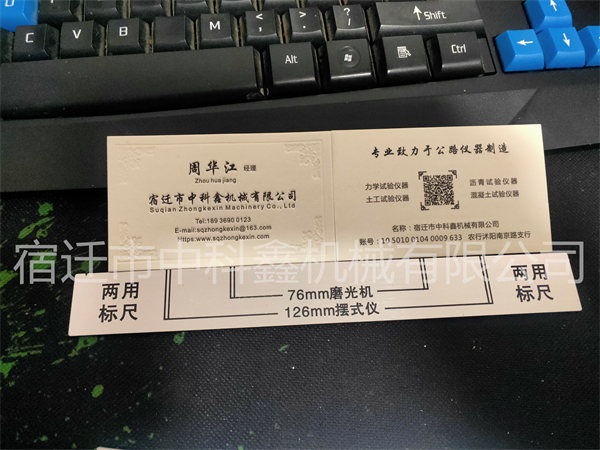 PgDn
End
X
C
V
B
N
M
<
,
>
.
?
/
Shift
Alt
Ctrl
周华江 经理
Zhou hua jiang
宿迁市中科鑫机械有限公司
Suqian Zhongkexin Machinery Co., Ltd
Tel:189 3690 0123
E-mail:sqzhongkexin@163.com
Https:www.sqzhongkexin.com
专业致力于公路仪器制造
力学试验仪器 沥青试验仪器
土工试验仪器 混凝土试验仪器
名称:宿迁市中科鑫机械有限公司
账号:10 5010 0104 0009 633 农行沭阳南京路支行
宿迁市中科鑫机械有限公司
两用
标尺
76mm磨光机
126mm摆式仪
两用
标尺